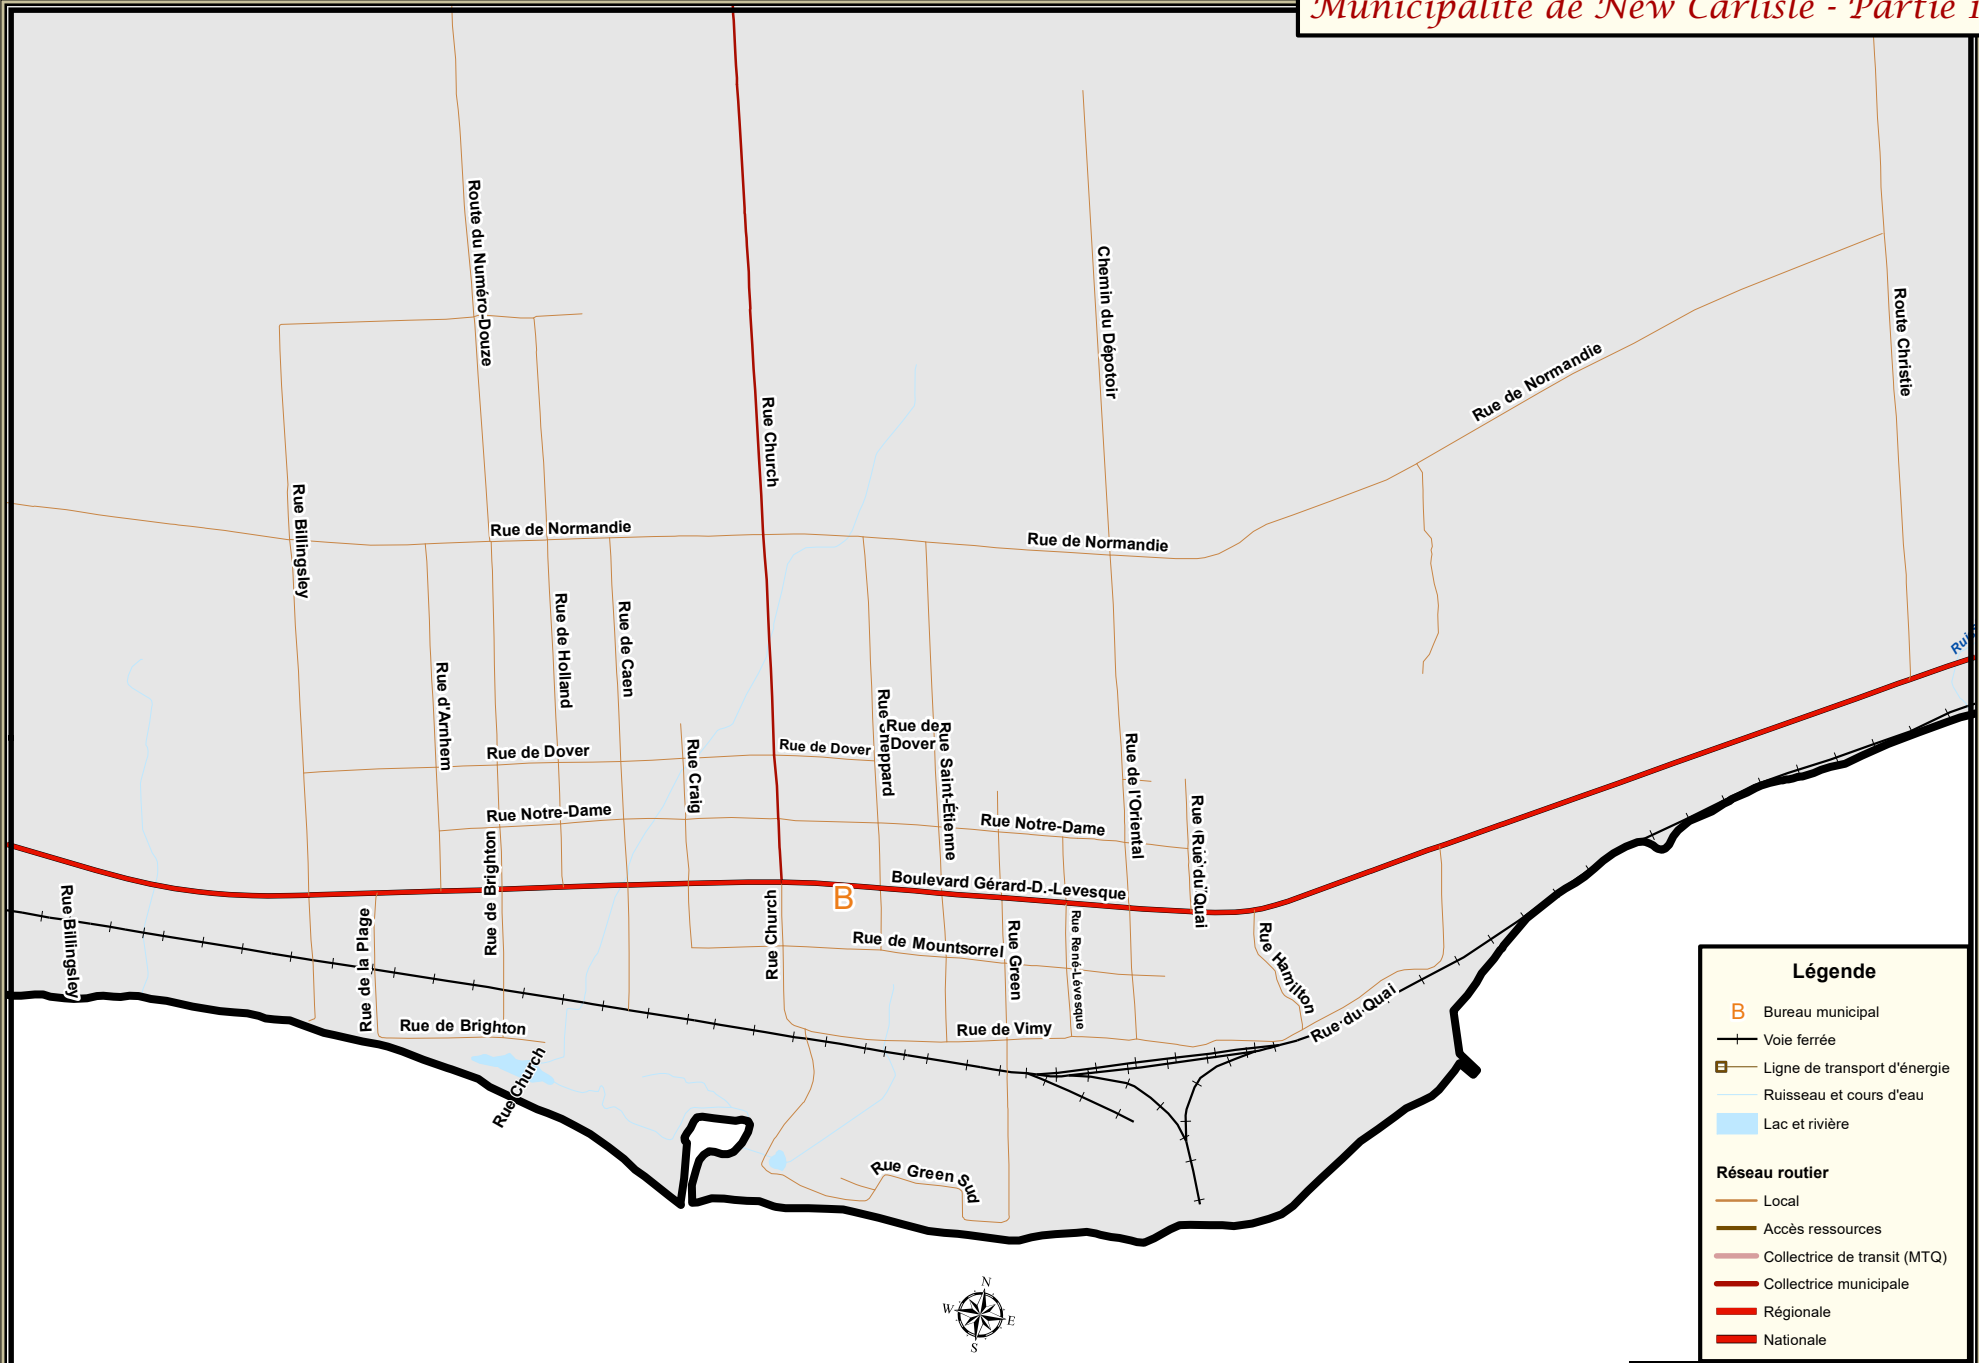 Municipalité de New Carlisle - Partie 1
Route du Numéro-Douze
Chemin du Dépotoir
Route Christie
Rue de Normandie
Rue Church
Rue Billingsley
Rue de Normandie
Rue de Normandie
Rue de Holland
Rue de Caen
Rue d'Arnhem
Rue Sheppard
Rue de
Dover
Rue Saint-Étienne
Rue de l'Oriental
Rue de Dover
Rue de Dover
Rue Craig
Rue Notre-Dame
Rue Notre-Dame
Rue de Brighton
Rue du Quai
Boulevard Gérard-D.-Levesque
B
Rue Billingsley
Rue de la Plage
Rue Church
Rue de Mountsorrel
Rue Green
Rue René-Lévesque
Rue Hamilton
Rue du Quai
Rue de Brighton
Rue de Vimy
Rue Church
Rue Green Sud
N
W
E
S
Légende
B Bureau municipal
Voie ferrée
Ligne de transport d'énergie
Ruisseau et cours d'eau
Lac et rivière
Réseau routier
Local
Accès ressources
Collectrice de transit (MTQ)
Collectrice municipale
Régionale
Nationale